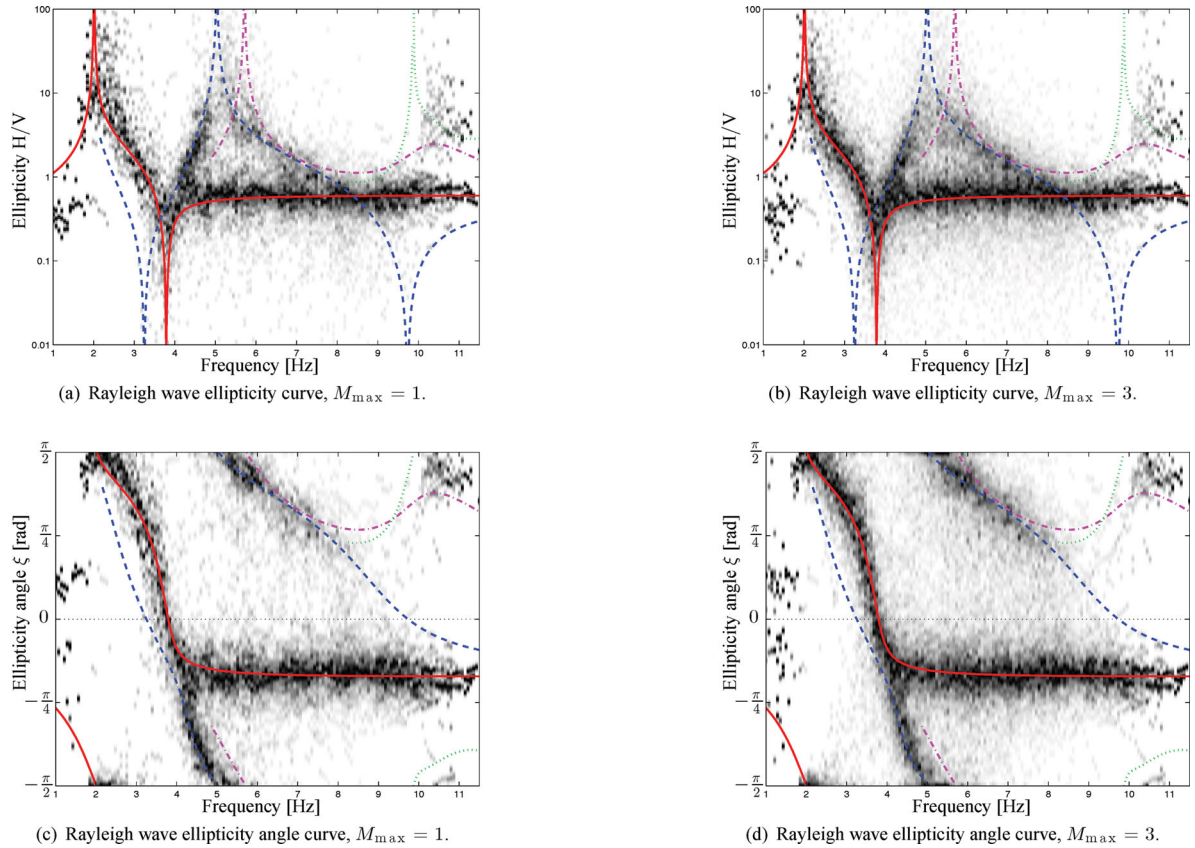 100
10
1
0.1
0.01
Ellipticity H/V
1 2 3 4 5 6 7 8 9 10 11
Frequency [Hz]
(a) Rayleigh wave ellipticity curve, M_max = 1.
100
10
1
0.1
0.01
Ellipticity H/V
1 2 3 4 5 6 7 8 9 10 11
Frequency [Hz]
(b) Rayleigh wave ellipticity curve, M_max = 3.
π/2
π/4
0
−π/4
−π/2
Ellipticity angle ξ [rad]
1 2 3 4 5 6 7 8 9 10 11
Frequency [Hz]
(c) Rayleigh wave ellipticity angle curve, M_max = 1.
π/2
π/4
0
−π/4
−π/2
Ellipticity angle ξ [rad]
1 2 3 4 5 6 7 8 9 10 11
Frequency [Hz]
(d) Rayleigh wave ellipticity angle curve, M_max = 3.